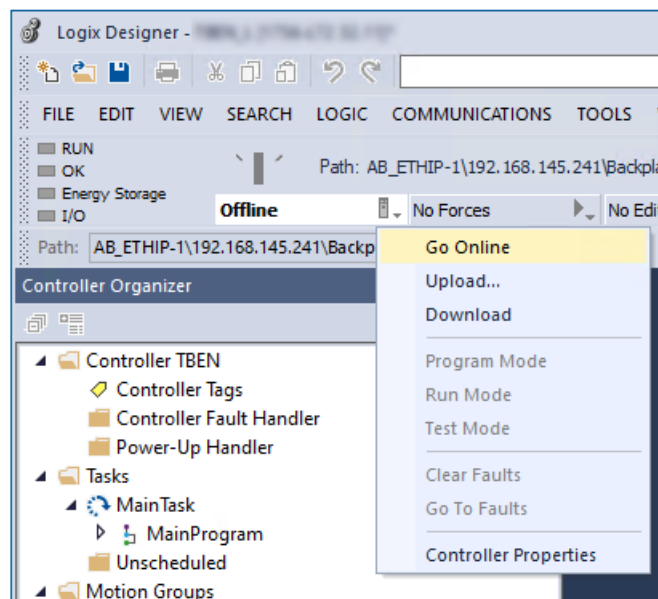 Logix Designer -
FILE EDIT VIEW SEARCH LOGIC COMMUNICATIONS TOOLS
RUN
OK
Energy Storage
I/O
Path: AB_ETHIP-1\192.168.145.241\Backpla
Offline
No Forces
No Edi
Path: AB_ETHIP-1\192.168.145.241\Backp
Go Online
Upload...
Download
Program Mode
Run Mode
Test Mode
Clear Faults
Go To Faults
Controller Properties
Controller Organizer
Controller TBEN
Controller Tags
Controller Fault Handler
Power-Up Handler
Tasks
MainTask
MainProgram
Unscheduled
Motion Groups